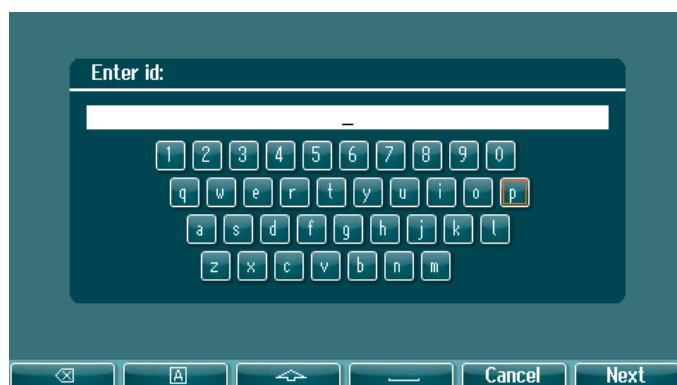 Enter id:
_
1 2 3 4 5 6 7 8 9 0
q w e r t y u i o p
a s d f g h j k l
z x c v b n m
A Cancel Next